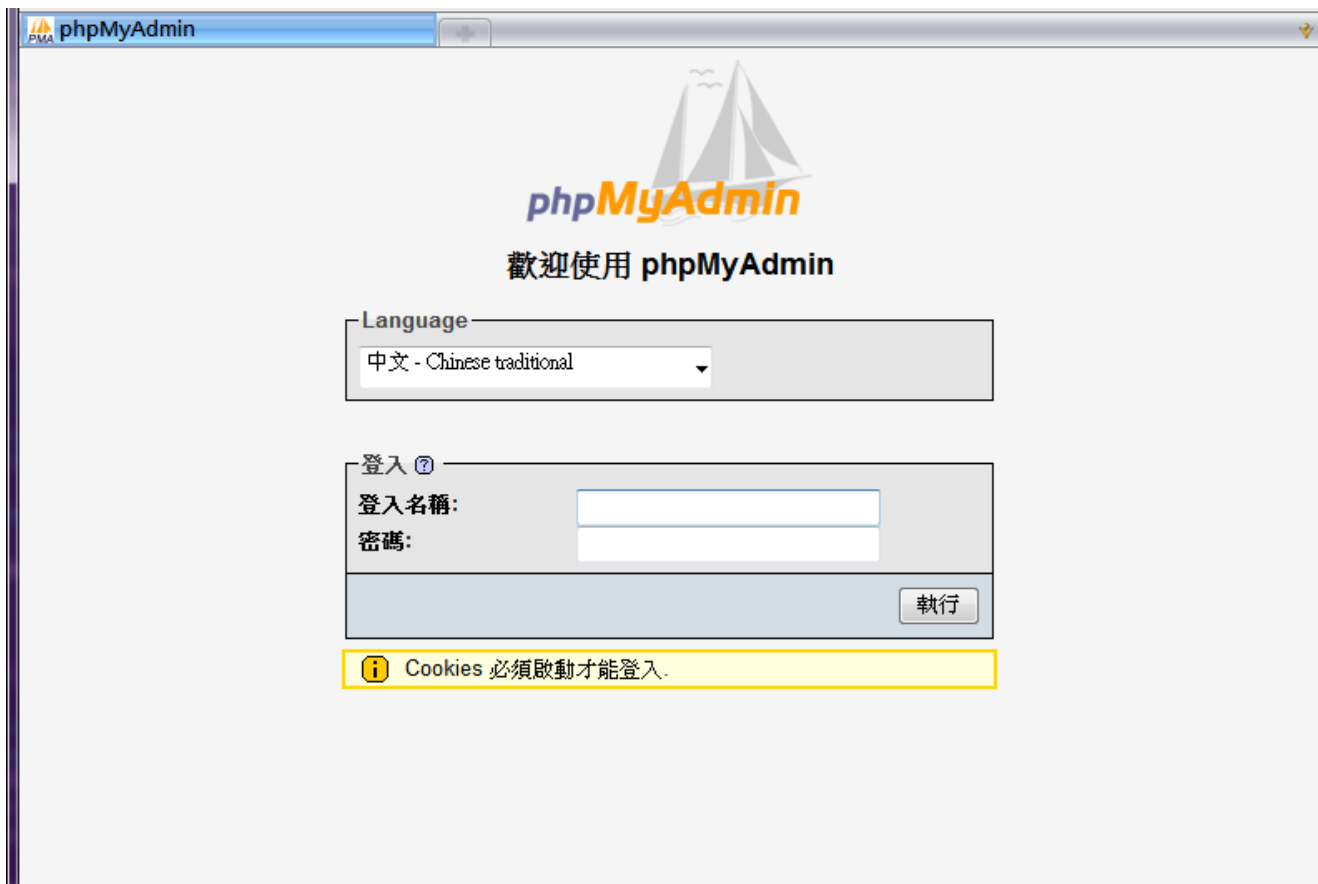 PMA phpMyAdmin
phpMyAdmin
歡迎使用 phpMyAdmin
Language
中文 - Chinese traditional
登入
登入名稱:
密碼:
執行
Cookies 必須啟動才能登入.